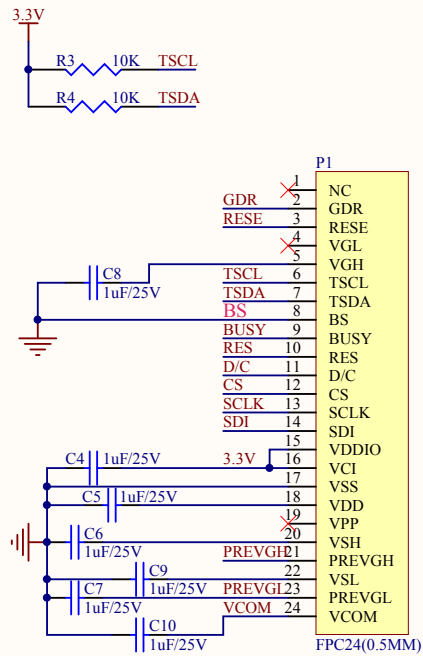 3.3V
R3 10K TSCL
R4 10K TSDA
P1
1 NC
GDR 2 GDR
RESE 3 RESE
4 VGL
5 VGH
C8
1uF/25V
TSCL 6 TSCL
TSDA 7 TSDA
BS 8 BS
BUSY 9 BUSY
RES 10 RES
D/C 11 D/C
CS 12 CS
SCLK 13 SCLK
SDI 14 SDI
15 VDDIO
C4 1uF/25V 3.3V 16 VCI
17 VSS
C5 1uF/25V 18 VDD
19 VPP
C6 1uF/25V 20 VSH
PREVGH 21 PREVGH
C9 1uF/25V 22 VSL
C7 1uF/25V PREVGL 23 PREVGL
VCOM 24 VCOM
C10 1uF/25V
FPC24(0.5MM)